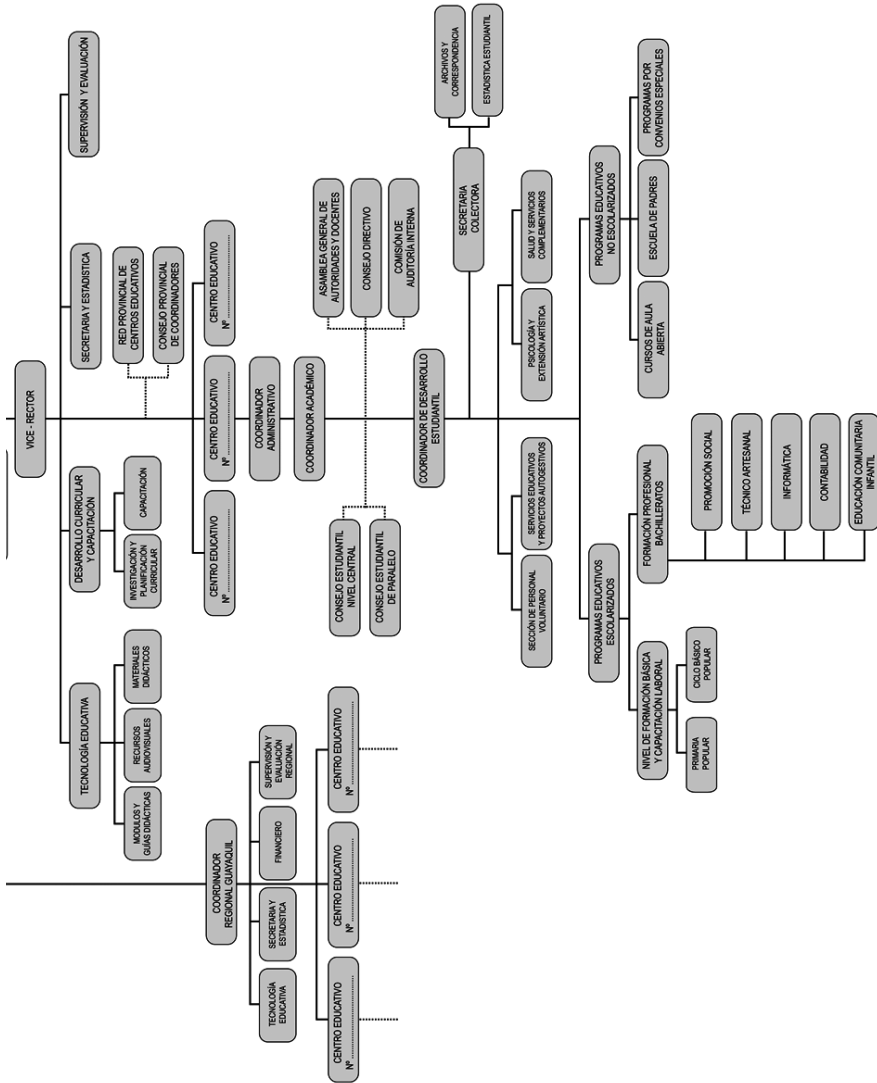 VICE - RECTOR
TECNOLOGÍA EDUCATIVA
DESARROLLO CURRICULAR
Y CAPACITACIÓN
SECRETARIA Y ESTADISTICA
SUPERVISIÓN Y EVALUACIÓN
MODULOS Y
GUÍAS DIDÁCTICAS
RECURSOS
AUDIOVISUALES
MATERIALES
DIDÁCTICOS
INVESTIGACIÓN Y
PLANIFICACIÓN
CURRICULAR
CAPACITACIÓN
RED PROVINCIAL DE
CENTROS EDUCATIVOS
CONSEJO PROVINCIAL
DE COORDINADORES
COORDINADOR
REGIONAL GUAYAQUIL
CENTRO EDUCATIVO
Nº ........................
CENTRO EDUCATIVO
Nº ........................
CENTRO EDUCATIVO
Nº ........................
TECNOLOGÍA
EDUCATIVA
SECRETARIA Y
ESTADISTICA
FINANCIERO
SUPERVISIÓN Y
EVALUACIÓN
REGIONAL
COORDINADOR
ADMINISTRATIVO
COORDINADOR ACADÉMICO
CENTRO EDUCATIVO
Nº ........................
CENTRO EDUCATIVO
Nº ........................
CENTRO EDUCATIVO
Nº ........................
CONSEJO ESTUDIANTIL
NIVEL CENTRAL
CONSEJO ESTUDIANTIL
DE PARALELO
ASAMBLEA GENERAL DE
AUTORIDADES Y DOCENTES
CONSEJO DIRECTIVO
COMISIÓN DE
AUDITORÍA INTERNA
COORDINADOR DE DESARROLLO
ESTUDIANTIL
SECRETARIA
COLECTORA
ARCHIVOS Y
CORRESPONDENCIA
ESTADISTICA ESTUDIANTIL
SECCIÓN DE PERSONAL
VOLUNTARIO
SERVICIOS EDUCATIVOS
Y PROYECTOS AUTOGESTIVOS
PSICOLOGÍA Y
EXTENSIÓN ARTÍSTICA
SALUD Y SERVICIOS
COMPLEMENTARIOS
PROGRAMAS EDUCATIVOS
ESCOLARIZADOS
PROGRAMAS EDUCATIVOS
NO ESCOLARIZADOS
NIVEL DE FORMACIÓN BÁSICA
Y CAPACITACIÓN LABORAL
FORMACIÓN PROFESIONAL
BACHILLERATOS
CURSOS DE AULA
ABIERTA
ESCUELA DE PADRES
PROGRAMAS POR
CONVENIOS ESPECIALES
PRIMARIA
POPULAR
CICLO BÁSICO
POPULAR
PROMOCIÓN SOCIAL
TÉCNICO ARTESANAL
INFORMÁTICA
CONTABILIDAD
EDUCACIÓN COMUNITARIA
INFANTIL